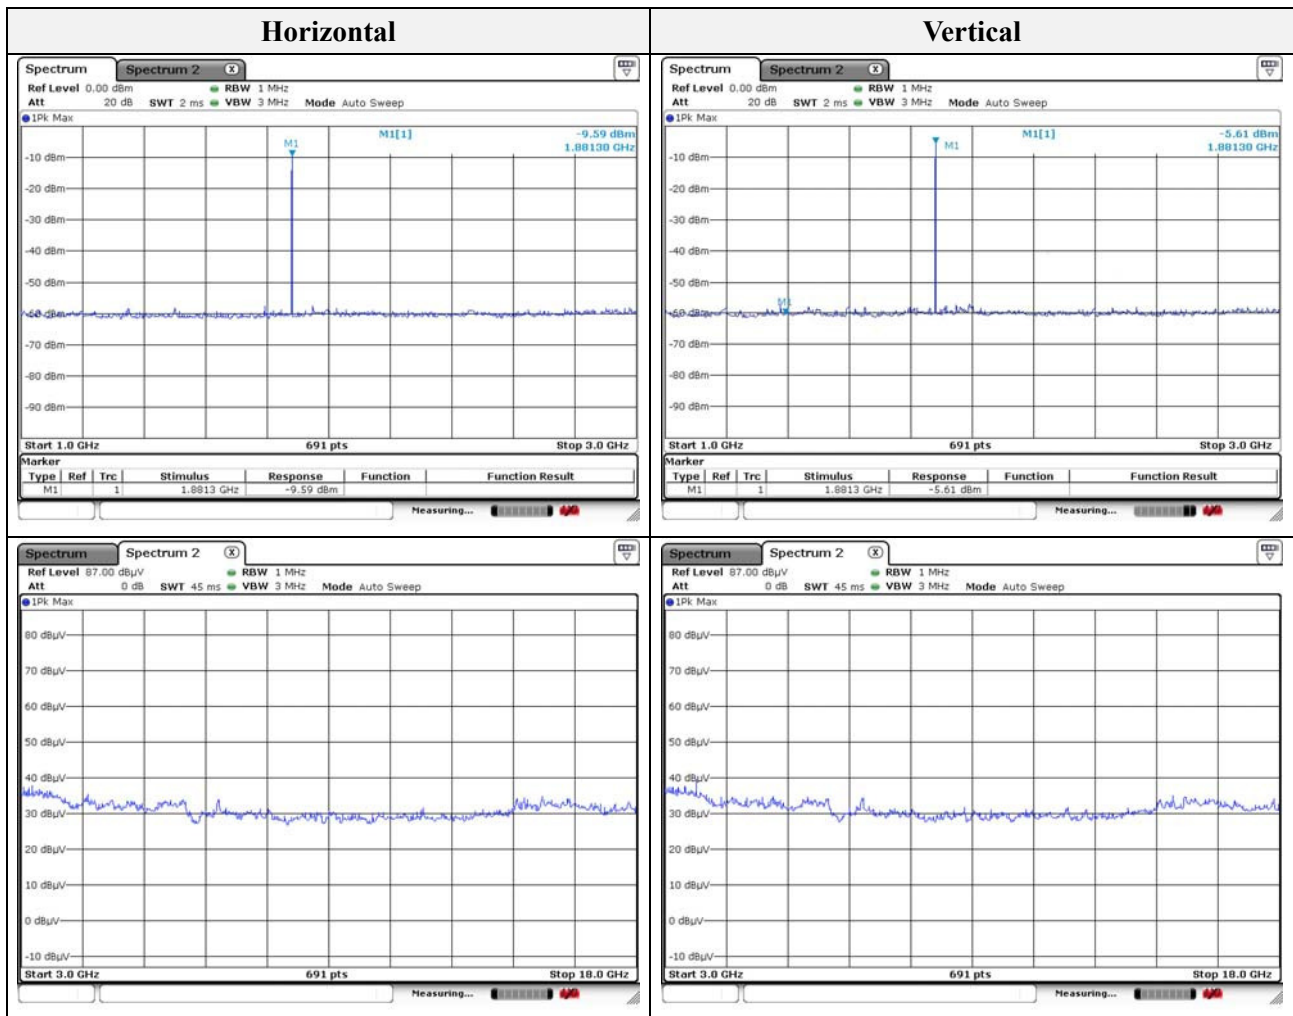 Horizontal
Vertical
Spectrum Spectrum 2 X
Ref Level 0.00 dBm RBW 1 MHz
Att 20 dB SWT 2 ms VBW 3 MHz Mode Auto Sweep
1Pk Max
M1[1] -9.59 dBm
1.88130 GHz
M1
-10 dBm
-20 dBm
-30 dBm
-40 dBm
-50 dBm
-60 dBm
-70 dBm
-80 dBm
-90 dBm
Start 1.0 GHz 691 pts Stop 3.0 GHz
Marker
Type Ref Trc Stimulus Response Function Function Result
M1 1 1.8813 GHz -9.59 dBm
Measuring...
Spectrum Spectrum 2 X
Ref Level 0.00 dBm RBW 1 MHz
Att 20 dB SWT 2 ms VBW 3 MHz Mode Auto Sweep
1Pk Max
M1[1] -5.61 dBm
1.88130 GHz
M1
-10 dBm
-20 dBm
-30 dBm
-40 dBm
-50 dBm
M1
-60 dBm
-70 dBm
-80 dBm
-90 dBm
Start 1.0 GHz 691 pts Stop 3.0 GHz
Marker
Type Ref Trc Stimulus Response Function Function Result
M1 1 1.8813 GHz -5.61 dBm
Measuring...
Spectrum Spectrum 2 X
Ref Level 87.00 dBµV RBW 1 MHz
Att 0 dB SWT 45 ms VBW 3 MHz Mode Auto Sweep
1Pk Max
80 dBµV
70 dBµV
60 dBµV
50 dBµV
40 dBµV
30 dBµV
20 dBµV
10 dBµV
0 dBµV
-10 dBµV
Start 3.0 GHz 691 pts Stop 18.0 GHz
Measuring...
Spectrum Spectrum 2 X
Ref Level 87.00 dBµV RBW 1 MHz
Att 0 dB SWT 45 ms VBW 3 MHz Mode Auto Sweep
1Pk Max
80 dBµV
70 dBµV
60 dBµV
50 dBµV
40 dBµV
30 dBµV
20 dBµV
10 dBµV
0 dBµV
-10 dBµV
Start 3.0 GHz 691 pts Stop 18.0 GHz
Measuring...